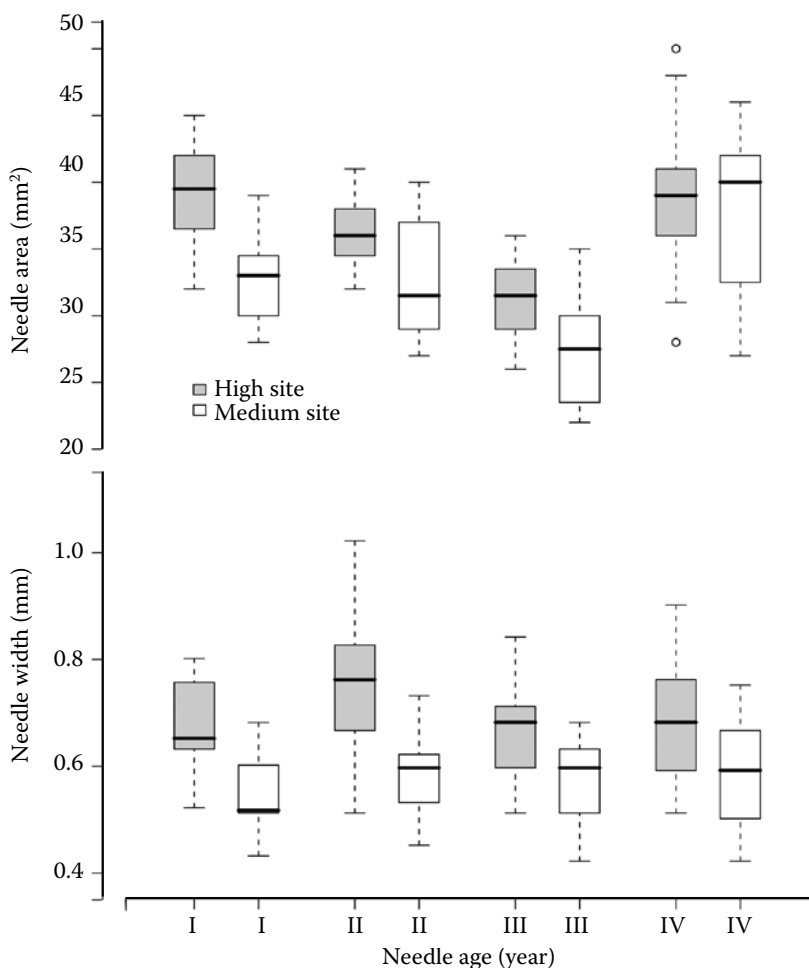 50
45
40
35
30
25
20
Needle area (mm²)
High site
Medium site
1.0
0.8
0.6
0.4
Needle width (mm)
I I II II III III IV IV
Needle age (year)